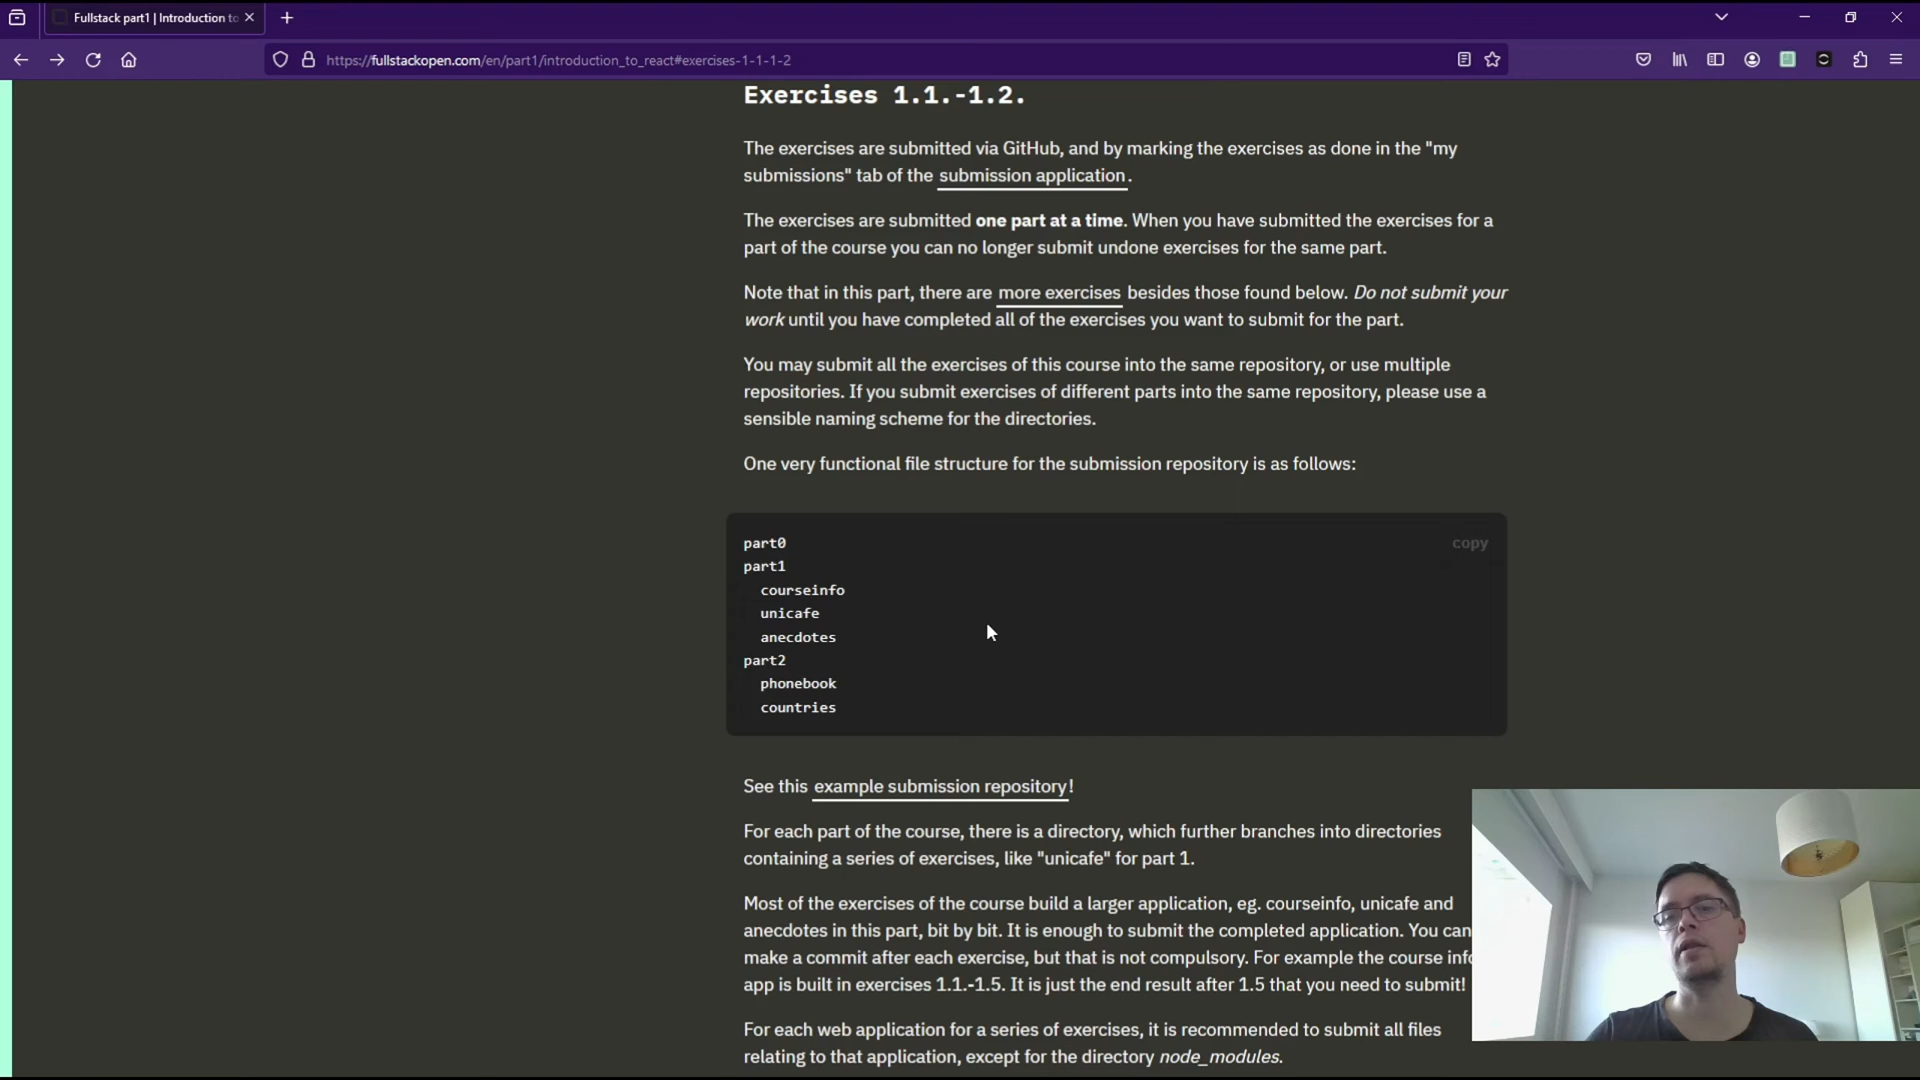 Fullstack part1 | Introduction to
https://fullstackopen.com/en/part1/introduction_to_react#exercises-1-1-1-2
Exercises 1.1.-1.2.
The exercises are submitted via GitHub, and by marking the exercises as done in the "my
submissions" tab of the submission application.
The exercises are submitted one part at a time. When you have submitted the exercises for a
part of the course you can no longer submit undone exercises for the same part.
Note that in this part, there are more exercises besides those found below. Do not submit your
work until you have completed all of the exercises you want to submit for the part.
You may submit all the exercises of this course into the same repository, or use multiple
repositories. If you submit exercises of different parts into the same repository, please use a
sensible naming scheme for the directories.
One very functional file structure for the submission repository is as follows:
copy
part0
part1
courseinfo
unicafe
anecdotes
part2
phonebook
countries
See this example submission repository!
For each part of the course, there is a directory, which further branches into directories
containing a series of exercises, like "unicafe" for part 1.
Most of the exercises of the course build a larger application, eg. courseinfo, unicafe and
anecdotes in this part, bit by bit. It is enough to submit the completed application. You can
make a commit after each exercise, but that is not compulsory. For example the course info
app is built in exercises 1.1.-1.5. It is just the end result after 1.5 that you need to submit!
For each web application for a series of exercises, it is recommended to submit all files
relating to that application, except for the directory node_modules.